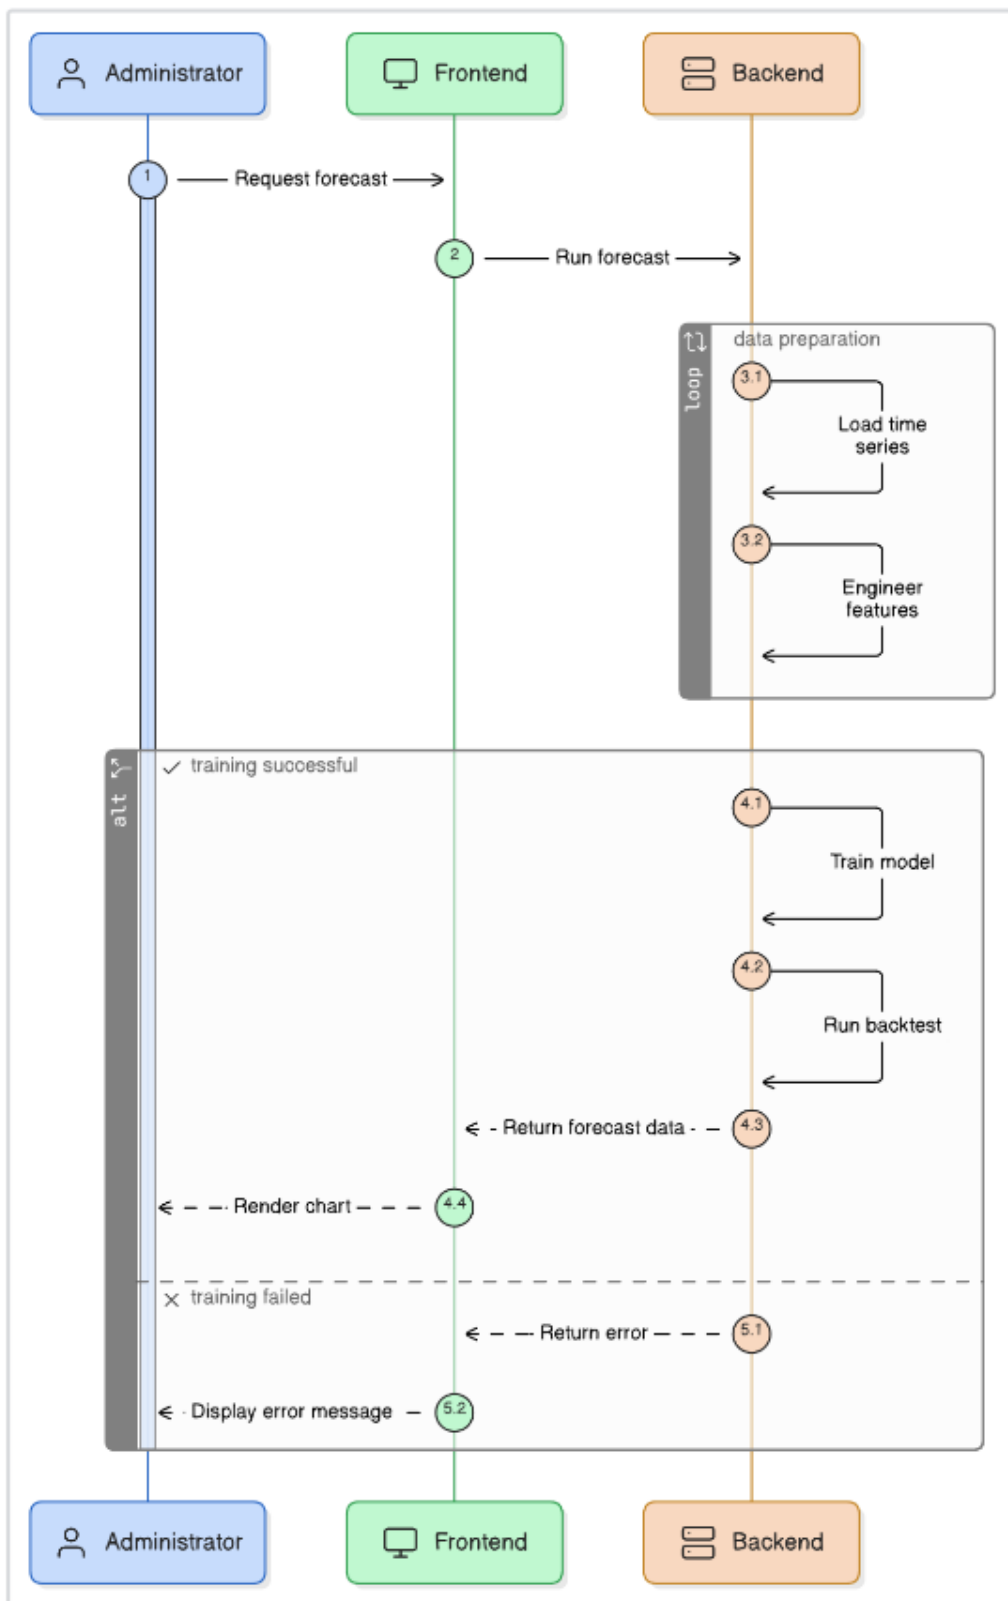 Administrator
Frontend
Backend
1
Request forecast
2
Run forecast
loop
data preparation
3.1
Load time
series
3.2
Engineer
features
alt
training successful
4.1
Train model
4.2
Run backtest
Return forecast data
4.3
Render chart
4.4
training failed
Return error
5.1
Display error message
5.2
Administrator
Frontend
Backend